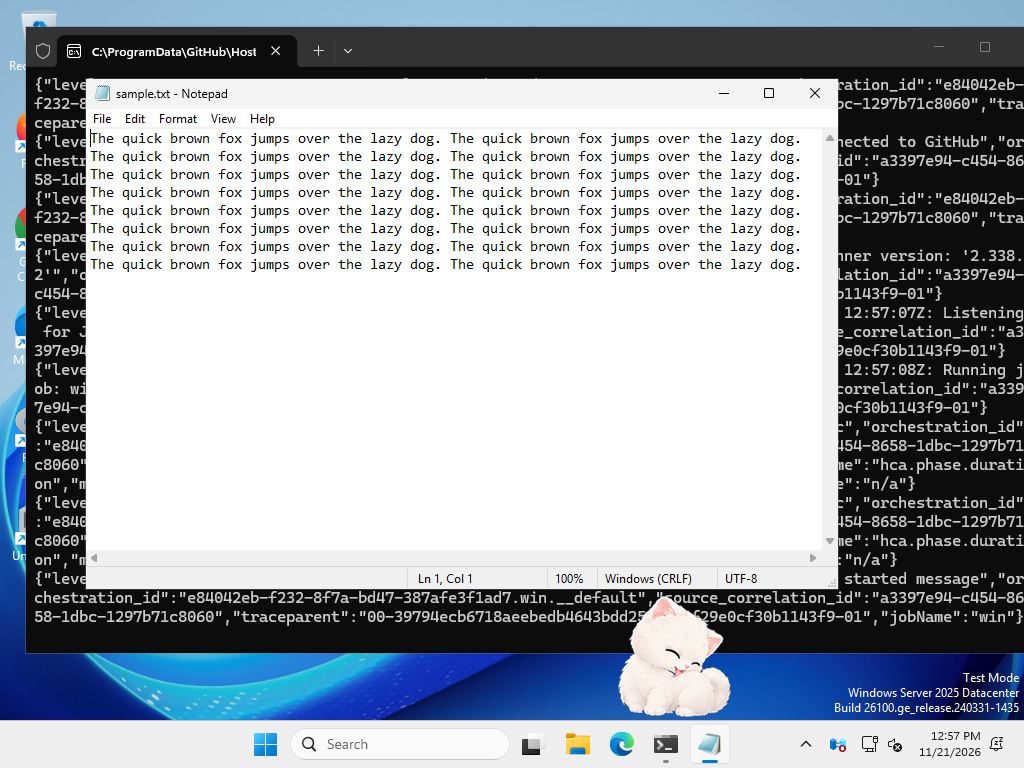 C:\ProgramData\GitHub\Host
sample.txt - Notepad
File Edit Format View Help
The quick brown fox jumps over the lazy dog. The quick brown fox jumps over the lazy dog.
The quick brown fox jumps over the lazy dog. The quick brown fox jumps over the lazy dog.
The quick brown fox jumps over the lazy dog. The quick brown fox jumps over the lazy dog.
The quick brown fox jumps over the lazy dog. The quick brown fox jumps over the lazy dog.
The quick brown fox jumps over the lazy dog. The quick brown fox jumps over the lazy dog.
The quick brown fox jumps over the lazy dog. The quick brown fox jumps over the lazy dog.
The quick brown fox jumps over the lazy dog. The quick brown fox jumps over the lazy dog.
The quick brown fox jumps over the lazy dog. The quick brown fox jumps over the lazy dog.
Ln 1, Col 1 100% Windows (CRLF) UTF-8
{"leve ration_id":"e84042eb-
f232-8 dbc-1297b71c8060","tra
cepare
{"leve nected to GitHub","or
chestr id":"a3397e94-c454-86
58-1db -01"}
{"leve ration_id":"e84042eb-
f232-8 dbc-1297b71c8060","tra
cepare
{"leve nner version: '2.338.
2'","o lation_id":"a3397e94-
c454-8 b1143f9-01"}
{"leve 12:57:07Z: Listening
for J e_correlation_id":"a3
397e94 9e0cf30b1143f9-01"}
{"leve 12:57:08Z: Running j
ob: wi correlation_id":"a339
7e94-c 0cf30b1143f9-01"}
{"leve c","orchestration_id"
:"e840 454-8658-1dbc-1297b71
c8060" me":"hca.phase.durati
on","m :"n/a"}
{"leve c","orchestration_id"
:"e840 454-8658-1dbc-1297b71
c8060" me":"hca.phase.durati
on","m :"n/a"}
{"leve started message","or
chestration_id":"e84042eb-f232-8f7a-bd47-387afe3f1ad7.win.__default","source_correlation_id":"a3397e94-c454-86
58-1dbc-1297b71c8060","traceparent":"00-39794ecb6718aeebedb4643bdd25 f29e0cf30b1143f9-01","jobName":"win"}
Test Mode
Windows Server 2025 Datacenter
Build 26100.ge_release.240331-1435
Search
12:57 PM
11/21/2026